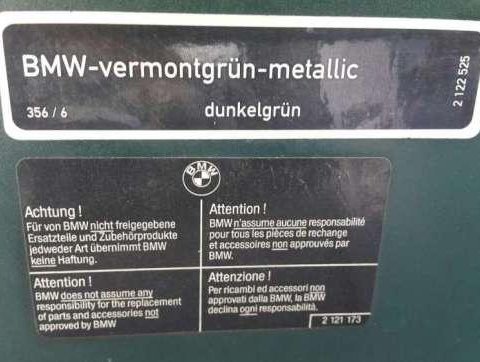 BMW-vermontgrün-metallic
356 / 6
dunkelgrün
2 122 525
BMW
Achtung !
Für von BMW nicht freigegebene
Ersatzteile und Zubehörprodukte
jedweder Art übernimmt BMW
keine Haftung.
Attention !
BMW n'assume aucune responsabilité
pour tous les pièces de rechange
et accessoires non approuvés par
BMW.
Attention !
BMW does not assume any
responsibility for the replacement
of parts and accessories not
approved by BMW
Attenzione !
Per ricambi ed accessori non
approvati dalla BMW, la BMW
declina ogni responsabilità.
2 121 173